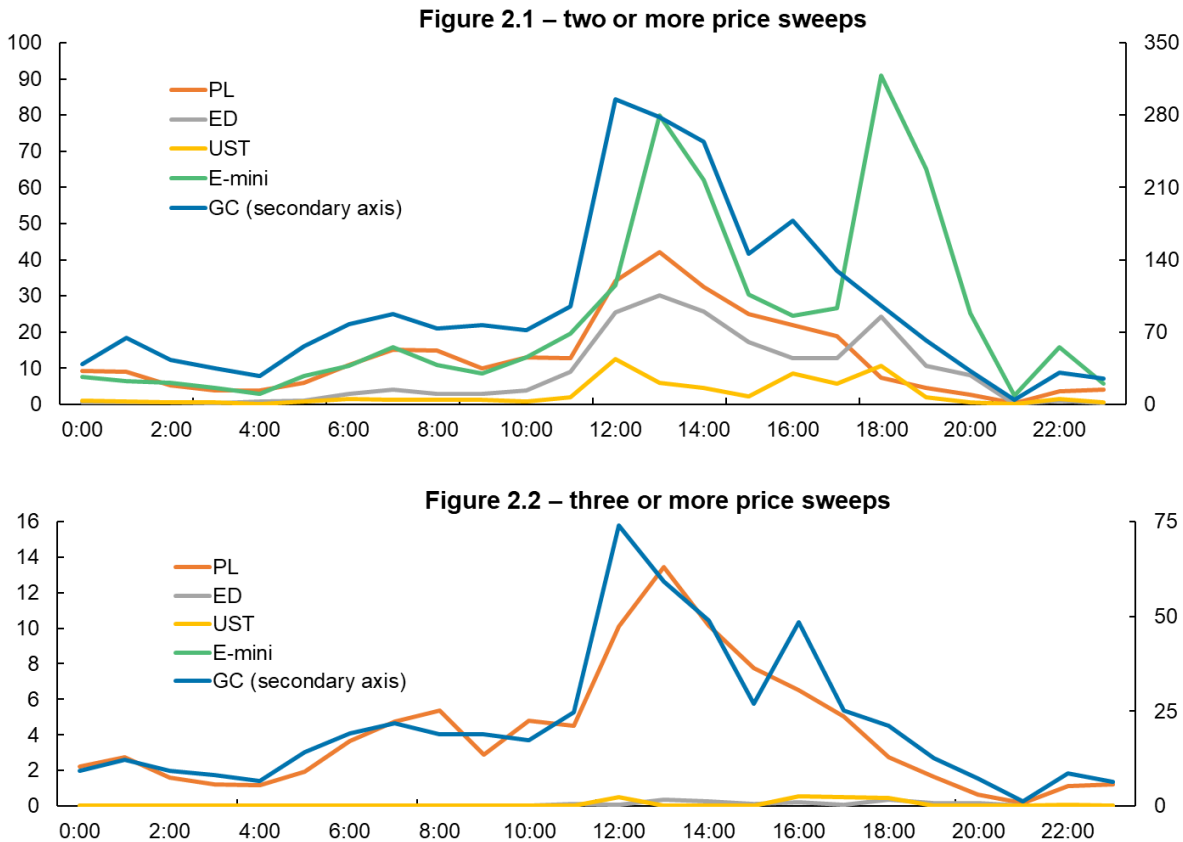 Figure 2.1 – two or more price sweeps
100
90
80
70
60
50
40
30
20
10
0
350
280
210
140
70
0
PL
ED
UST
E-mini
GC (secondary axis)
0:00 2:00 4:00 6:00 8:00 10:00 12:00 14:00 16:00 18:00 20:00 22:00
Figure 2.2 – three or more price sweeps
16
14
12
10
8
6
4
2
0
75
50
25
0
PL
ED
UST
E-mini
GC (secondary axis)
0:00 2:00 4:00 6:00 8:00 10:00 12:00 14:00 16:00 18:00 20:00 22:00